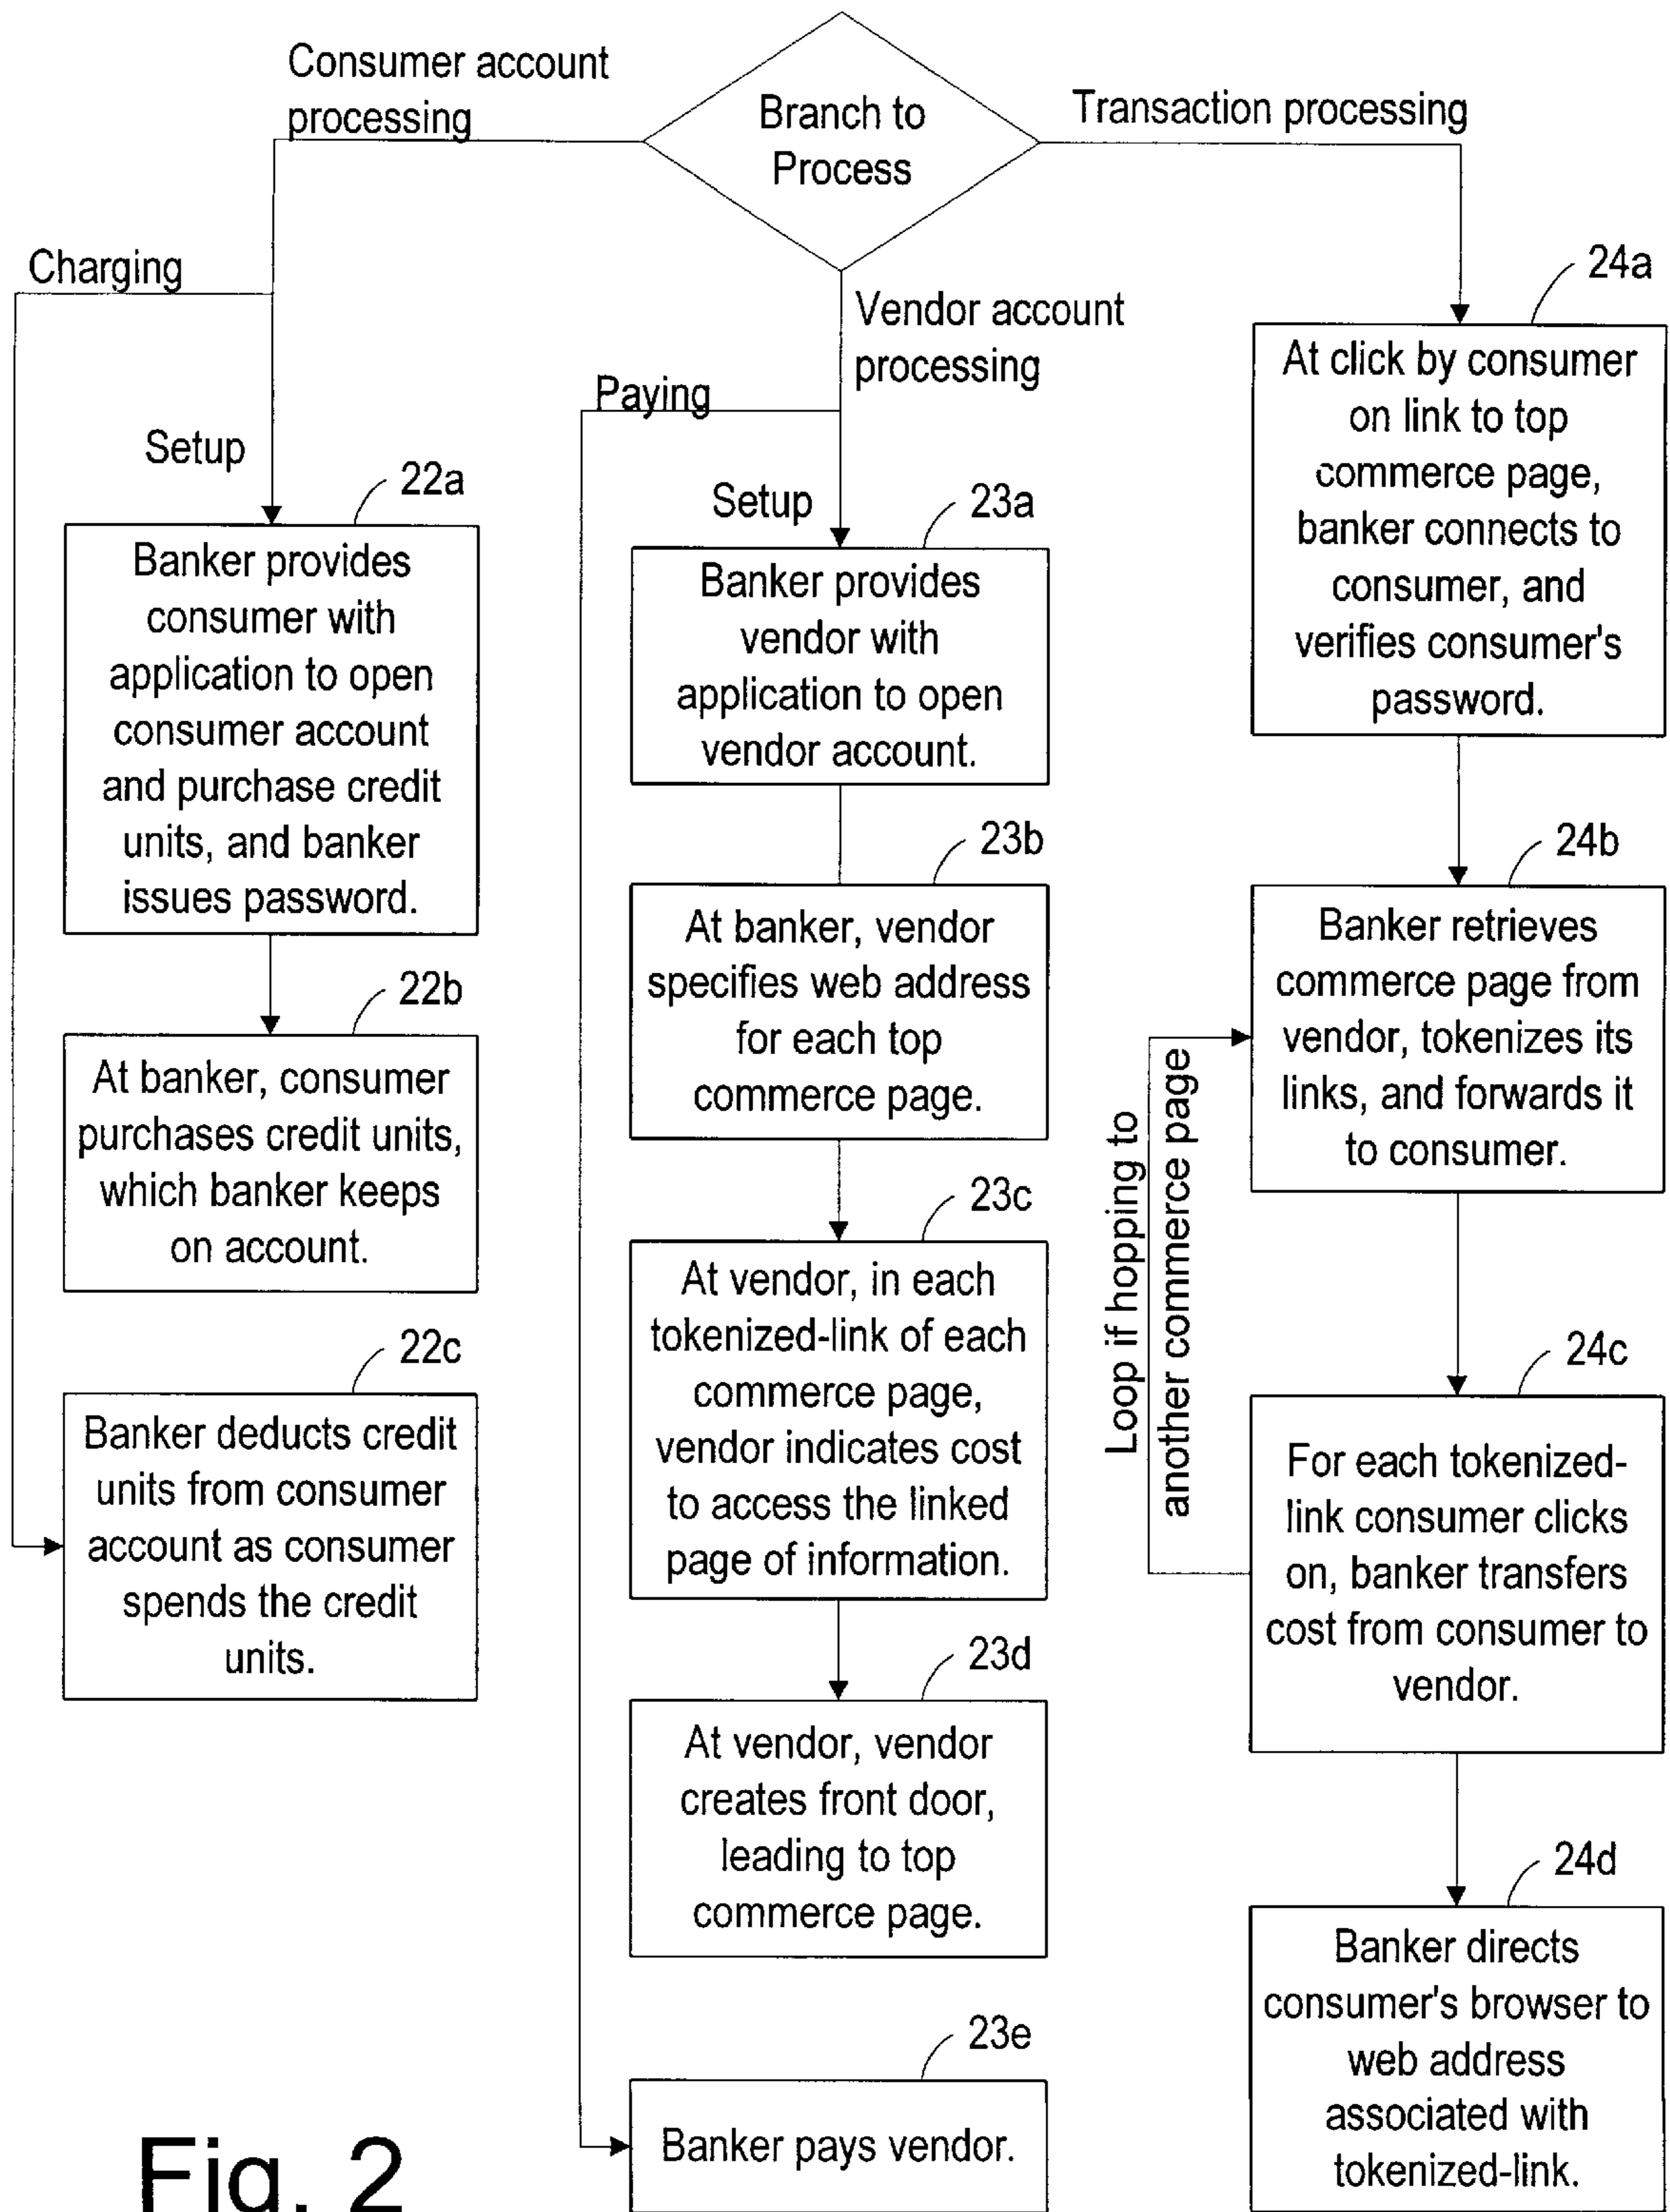 Consumer account
processing
Branch to
Process
Transaction processing
Charging
Setup
22a
Banker provides
consumer with
application to open
consumer account
and purchase credit
units, and banker
issues password.
22b
At banker, consumer
purchases credit units,
which banker keeps
on account.
22c
Banker deducts credit
units from consumer
account as consumer
spends the credit
units.
Vendor account
processing
Paying
Setup
23a
Banker provides
vendor with
application to open
vendor account.
23b
At banker, vendor
specifies web address
for each top
commerce page.
23c
At vendor, in each
tokenized-link of each
commerce page,
vendor indicates cost
to access the linked
page of information.
23d
At vendor, vendor
creates front door,
leading to top
commerce page.
23e
Banker pays vendor.
24a
At click by consumer
on link to top
commerce page,
banker connects to
consumer, and
verifies consumer's
password.
24b
Banker retrieves
commerce page from
vendor, tokenizes its
links, and forwards it
to consumer.
Loop if hopping to
another commerce page
24c
For each tokenized-
link consumer clicks
on, banker transfers
cost from consumer to
vendor.
24d
Banker directs
consumer's browser to
web address
associated with
tokenized-link.
Fig. 2